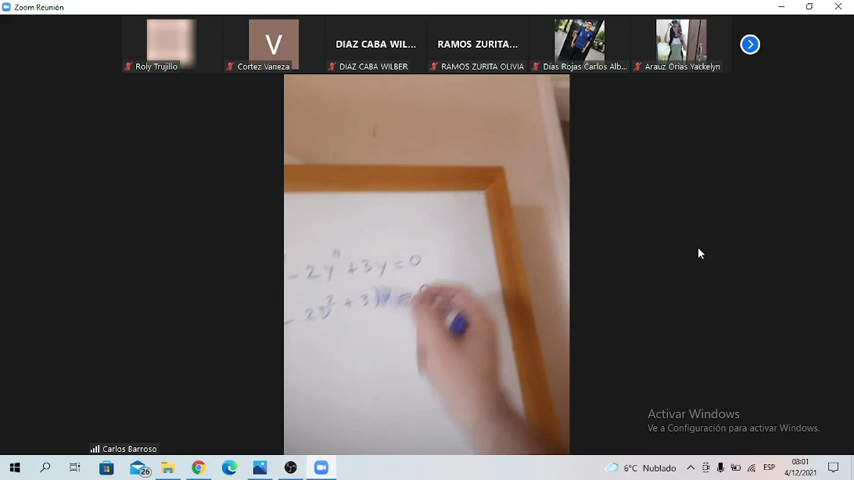 Zoom Reunión
V
DIAZ CABA WIL...
RAMOS ZURITA...
Roly Trujillo
Cortez Vaneza
DIAZ CABA WILBER
RAMOS ZURITA OLIVIA
Días Rojas Carlos Alb...
Arauz Orias Yackelyn
- 2y" + 3y = 0
Activar Windows
Ve a Configuración para activar Windows.
Carlos Barroso
26
6°C Nublado
ESP
08:01
4/12/2021